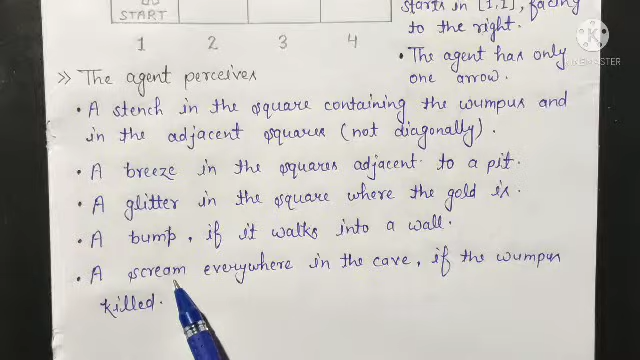 starts in [1,1], facing
to the right.
START
1 2 3 4
• The agent has only
one arrow.
KINEMASTER
>> The agent perceives
• A stench in the square containing the wumpus and
in the adjacent squares (not diagonally).
• A breeze in the squares adjacent to a pit.
• A glitter in the square where the gold is.
• A bump, if it walks into a wall.
• A scream everywhere in the cave, if the wumpus
killed.